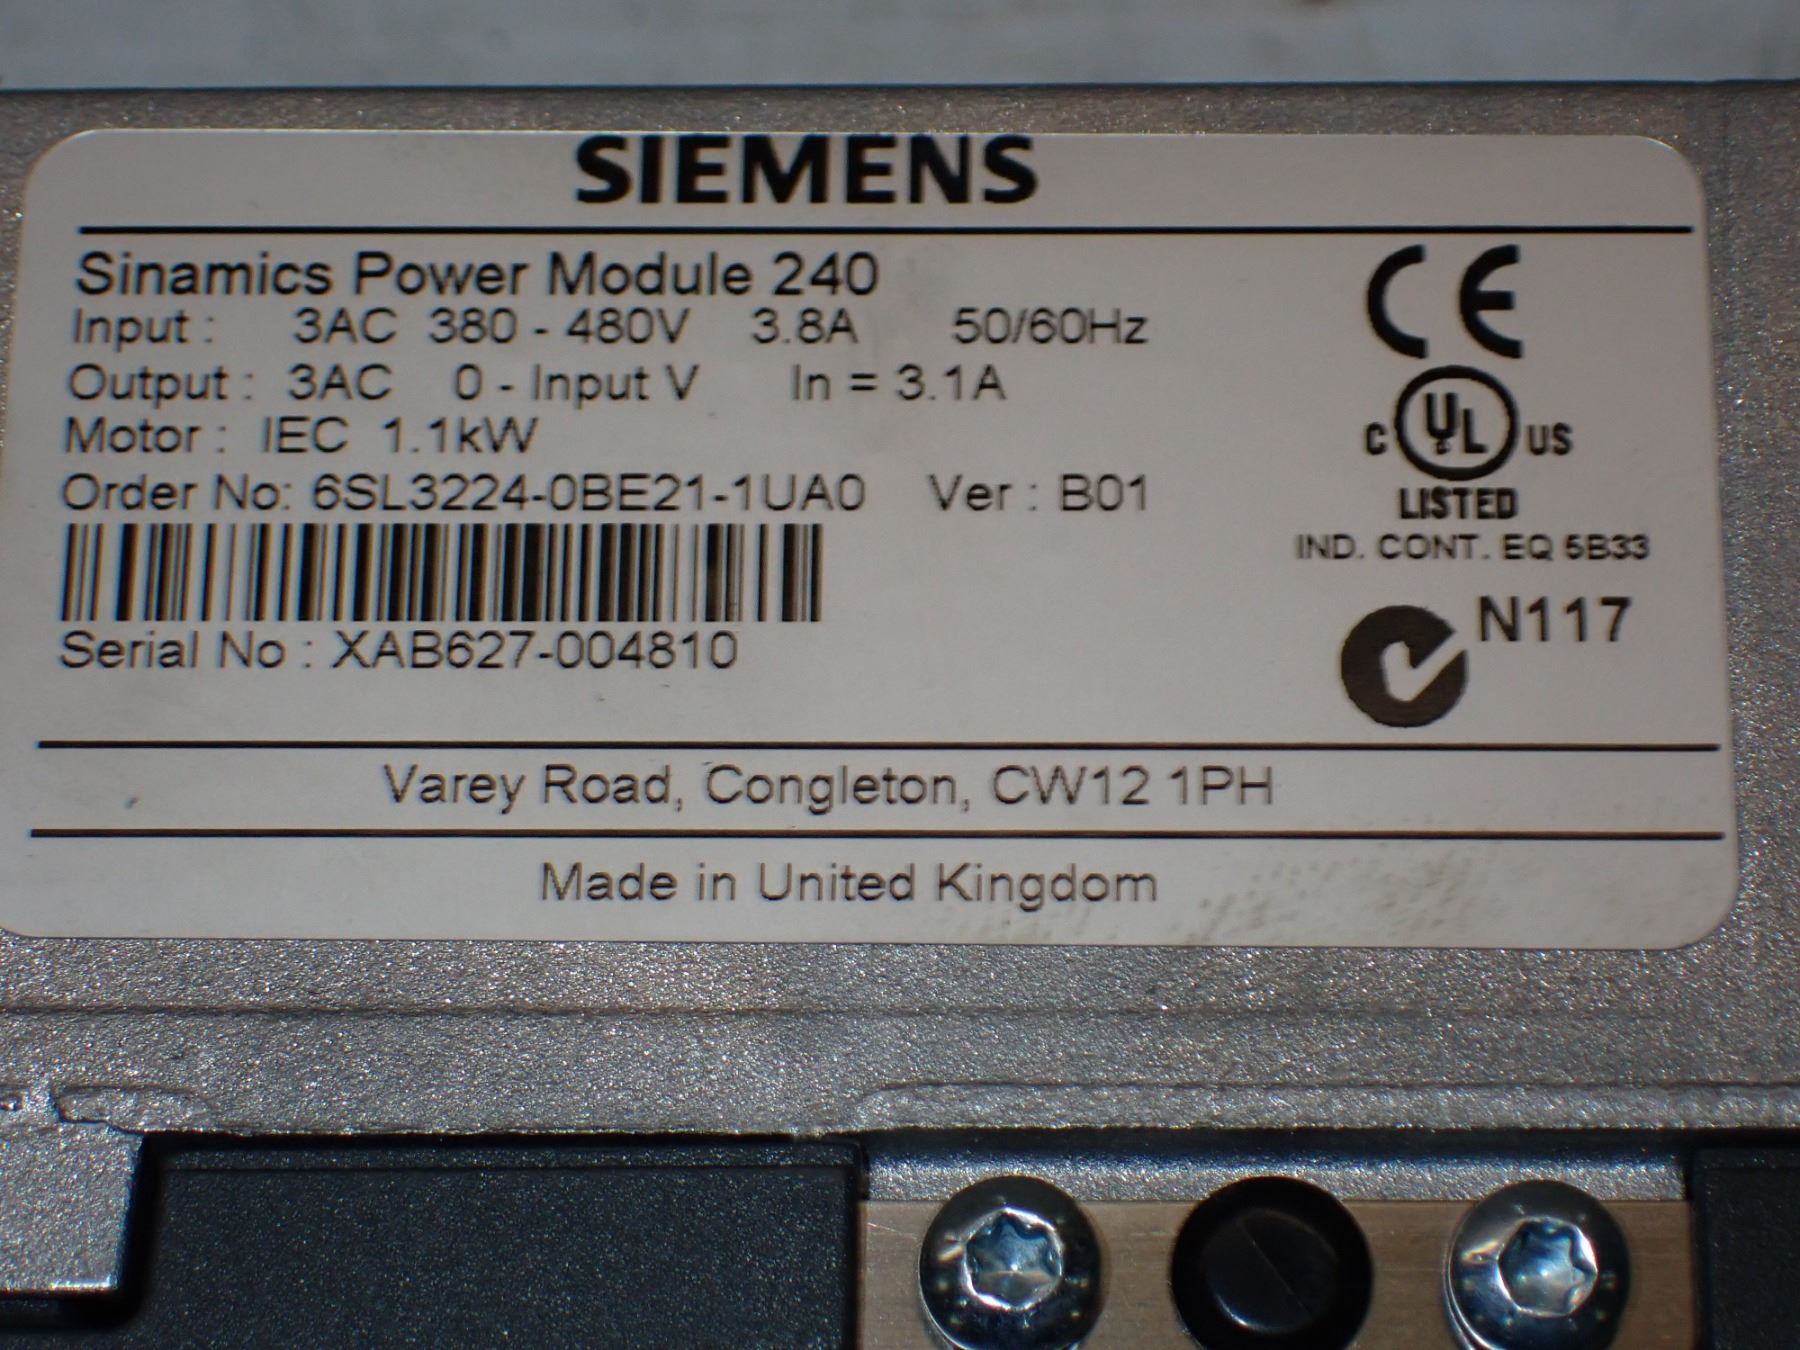 SIEMENS
Sinamics Power Module 240
Input : 3AC 380 - 480V 3.8A 50/60Hz
Output : 3AC 0 - Input V In = 3.1A
Motor : IEC 1.1kW
Order No: 6SL3224-0BE21-1UA0 Ver : B01
Serial No : XAB627-004810
CE
C UL US
LISTED
IND. CONT. EQ 5B33
N117
Varey Road, Congleton, CW12 1PH
Made in United Kingdom